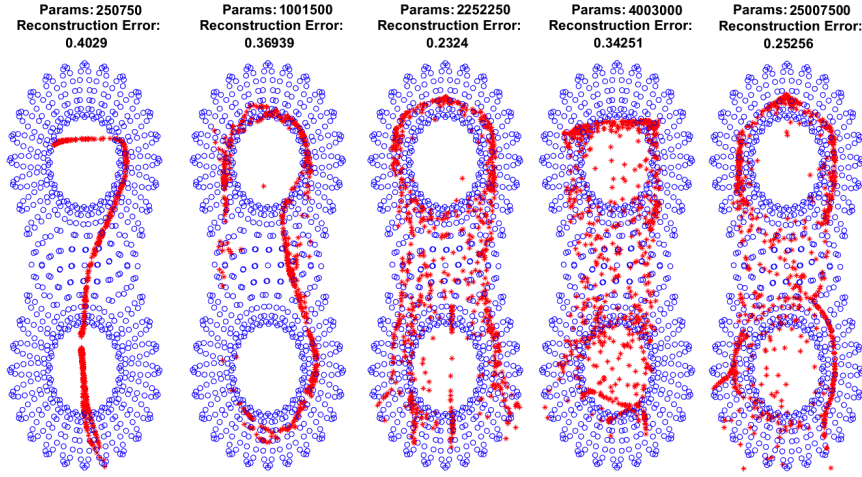 Params: 250750
Reconstruction Error:
0.4029
Params: 1001500
Reconstruction Error:
0.36939
Params: 2252250
Reconstruction Error:
0.2324
Params: 4003000
Reconstruction Error:
0.34251
Params: 25007500
Reconstruction Error:
0.25256